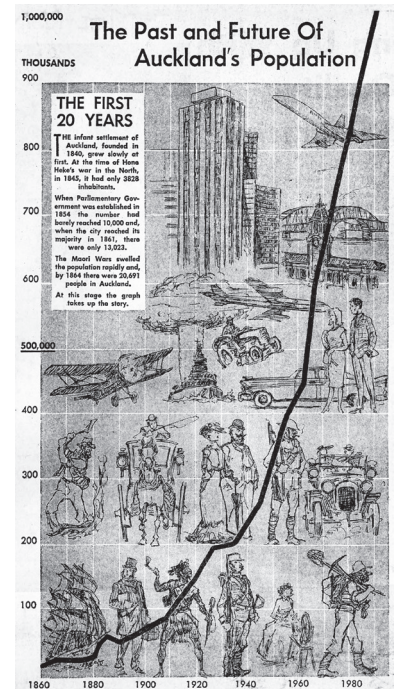 1,000,000
The Past and Future Of
Auckland's Population
THOUSANDS
900
THE FIRST
20 YEARS
THE infant settlement of
Auckland, founded in
1840, grew slowly at
first. At the time of Hone
Heke's war in the North,
in 1845, it had only 3828
inhabitants.
When Parliamentary Gov-
ernment was established in
1854 the number had
barely reached 10,000 and,
when the city reached its
majority in 1861, there
were only 13,023.
The Maori Wars swelled
the population rapidly and,
by 1864 there were 20,691
people in Auckland.
At this stage the graph
takes up the story.
800
700
600
500,000
400
300
200
100
1860
1880
1900
1920
1940
1960
1980